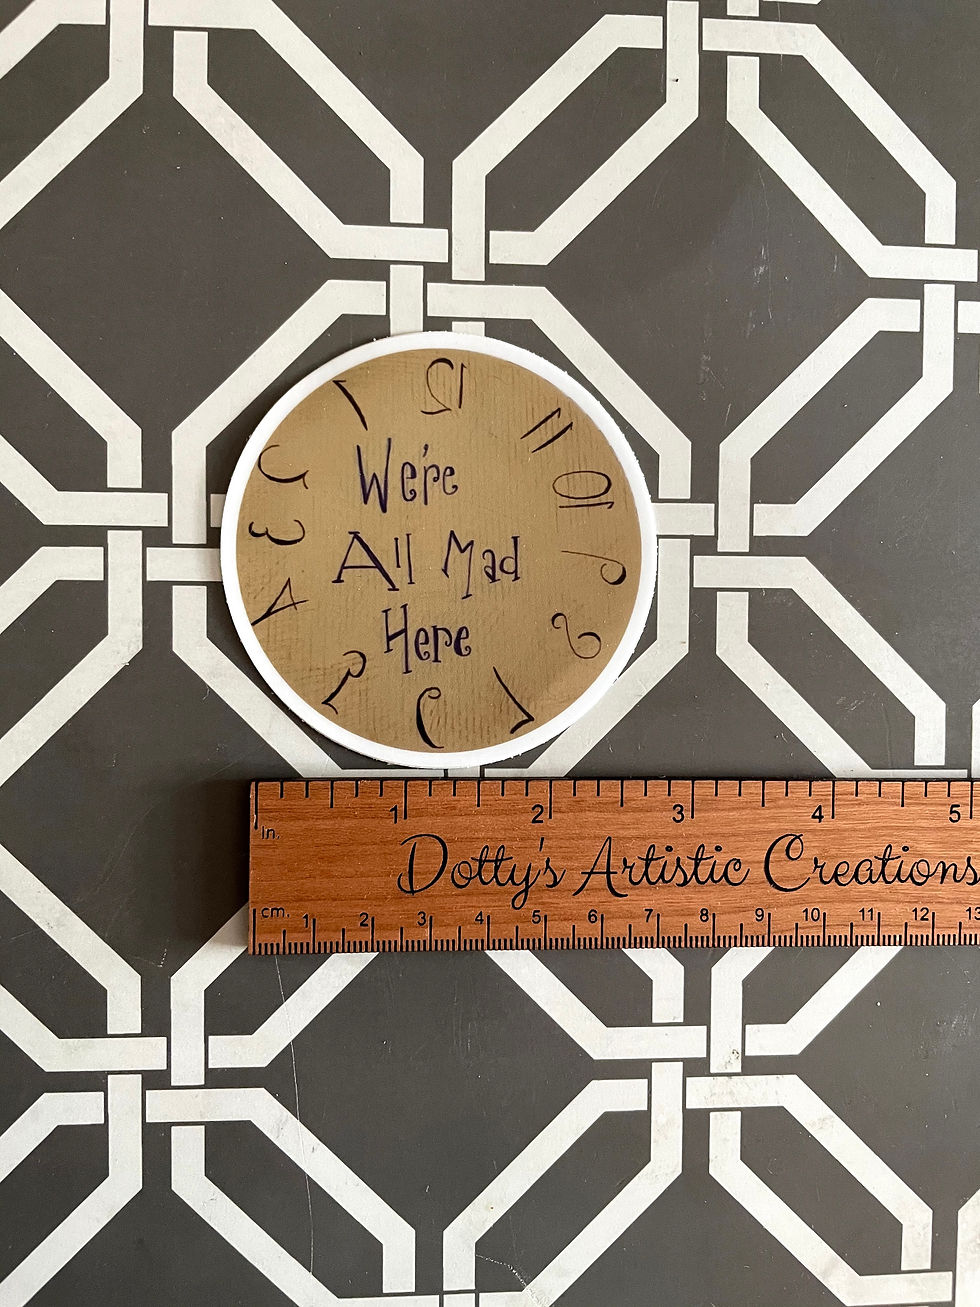 12
11
10
9
8
7
6
5
4
3
2
1
We're
All Mad
Here
1 2 3 4 5
In.
Dotty's Artistic Creations
cm. 1 2 3 4 5 6 7 8 9 10 11 12 13